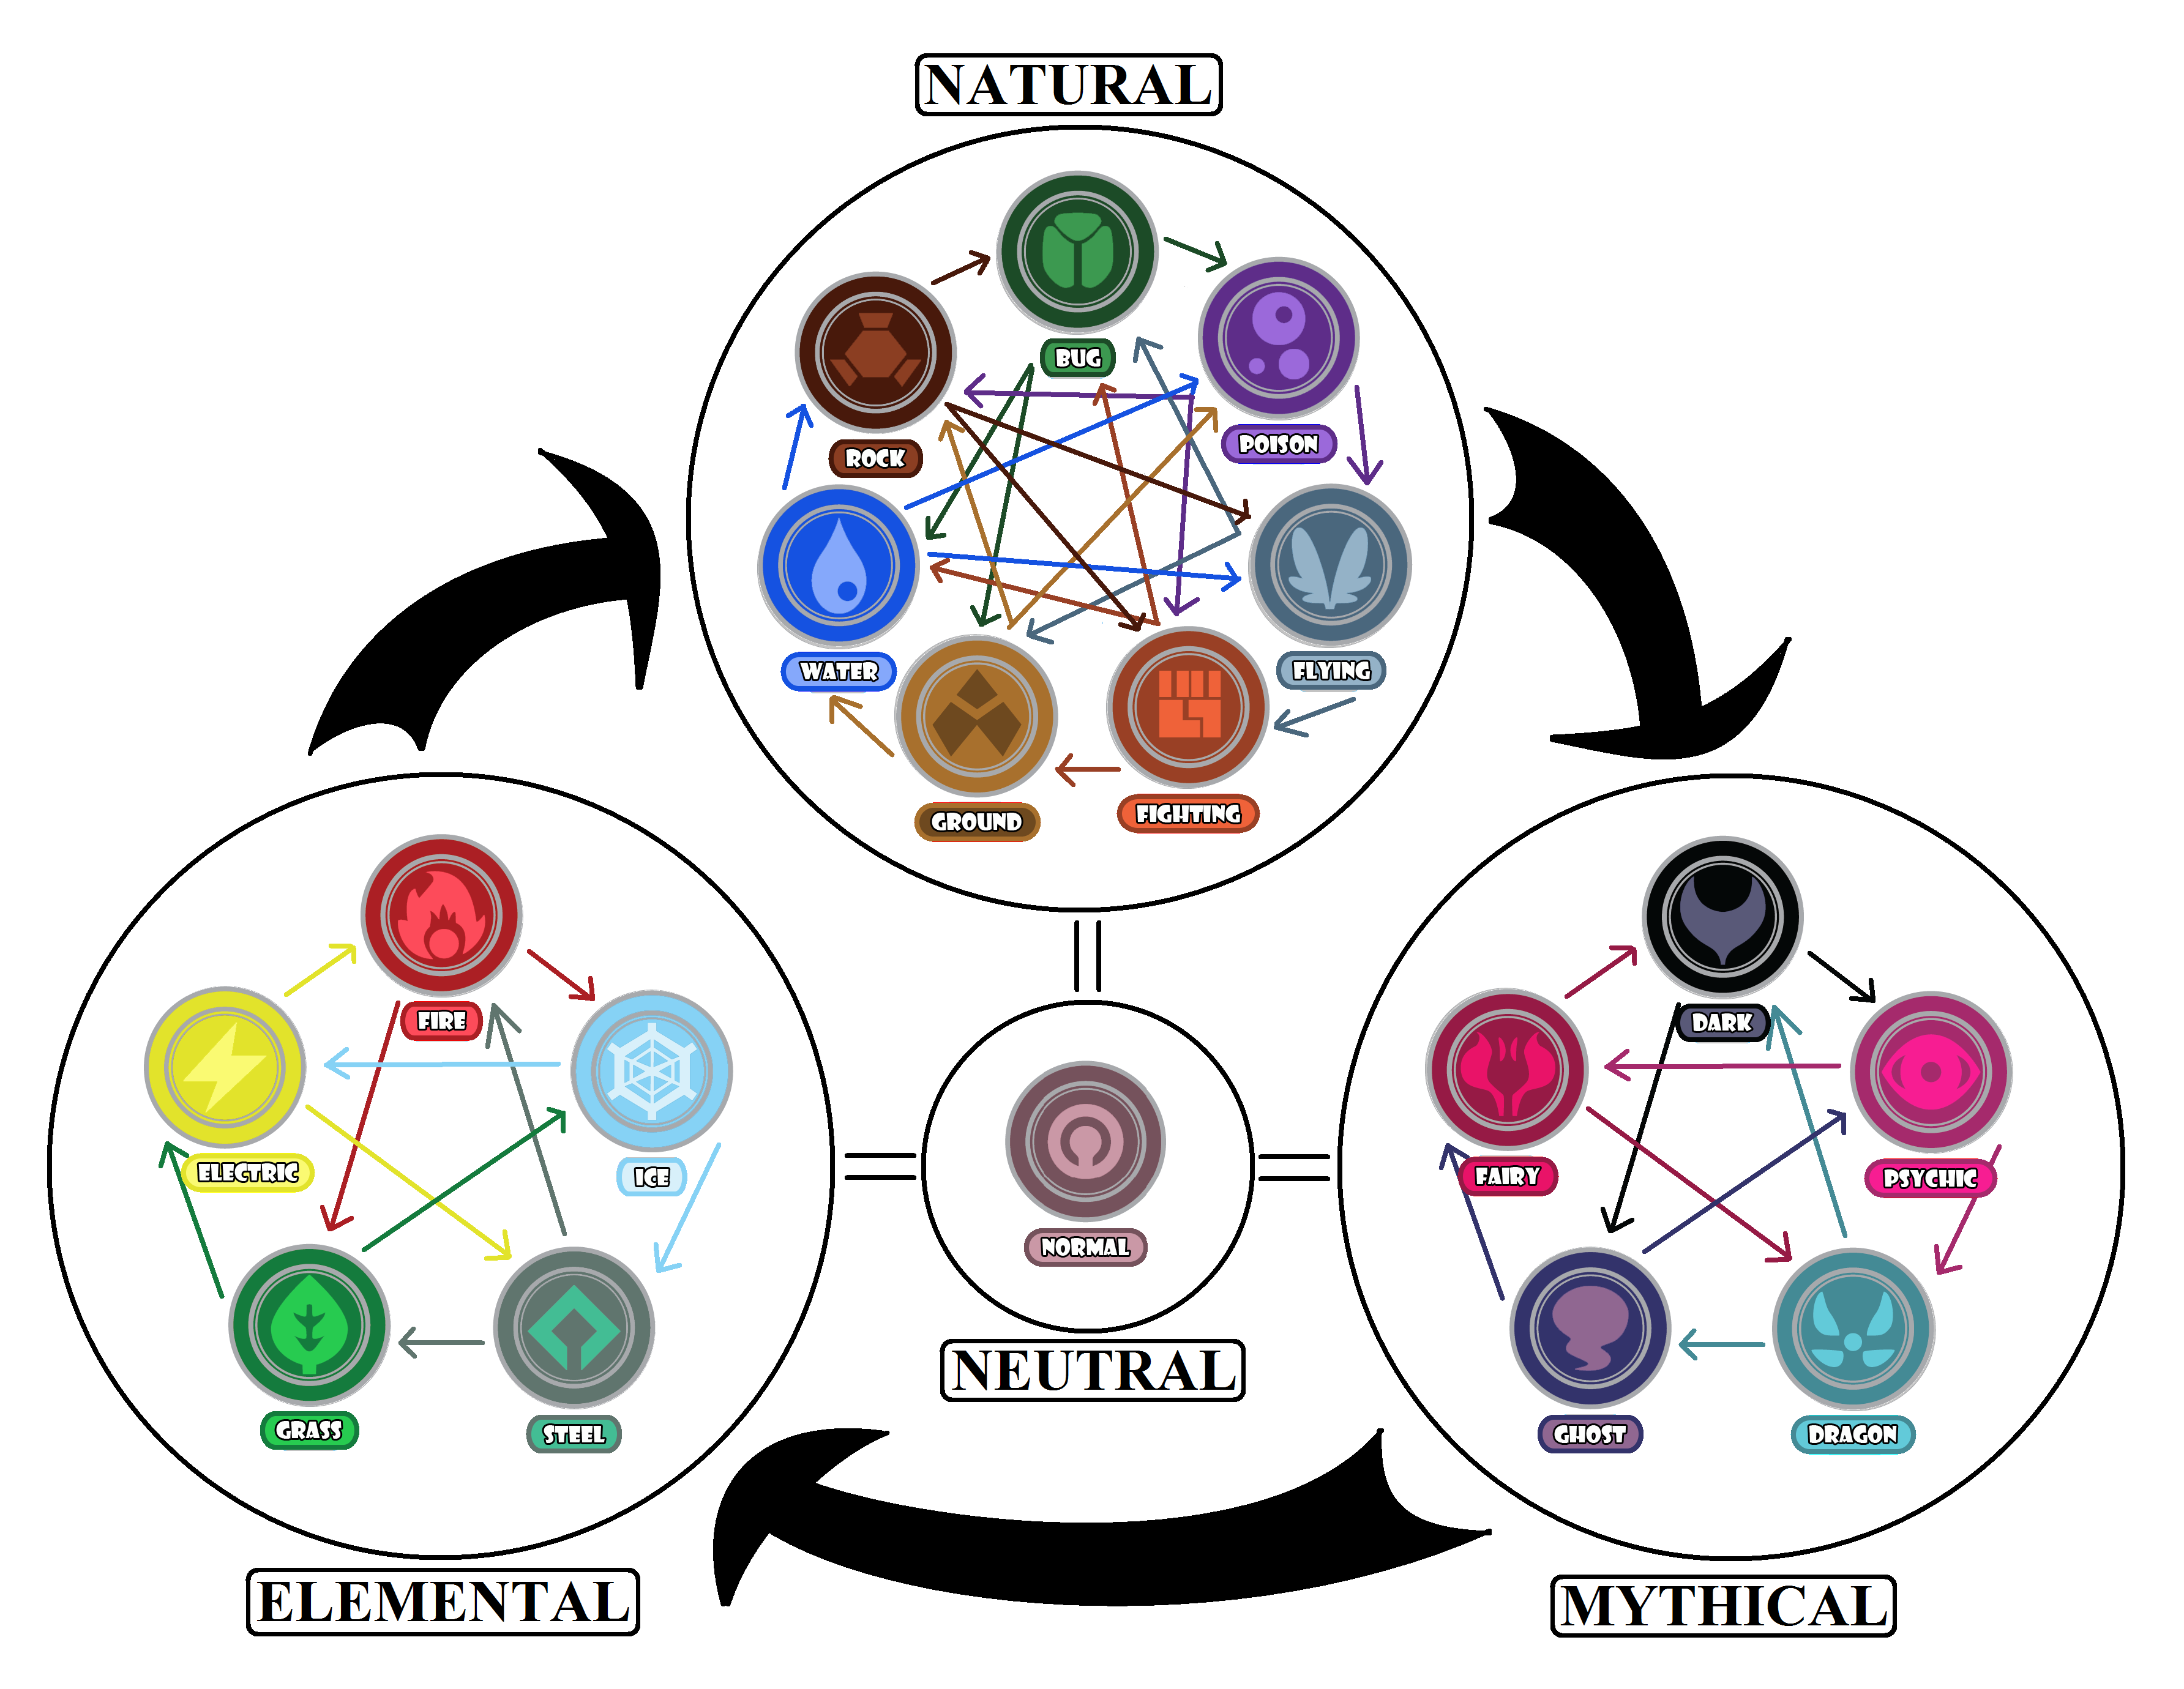 NATURAL
BUG
POISON
ROCK
WATER
FLYING
GROUND
FIGHTING
FIRE
ELECTRIC
ICE
GRASS
STEEL
ELEMENTAL
NORMAL
NEUTRAL
DARK
FAIRY
PSYCHIC
GHOST
DRAGON
MYTHICAL